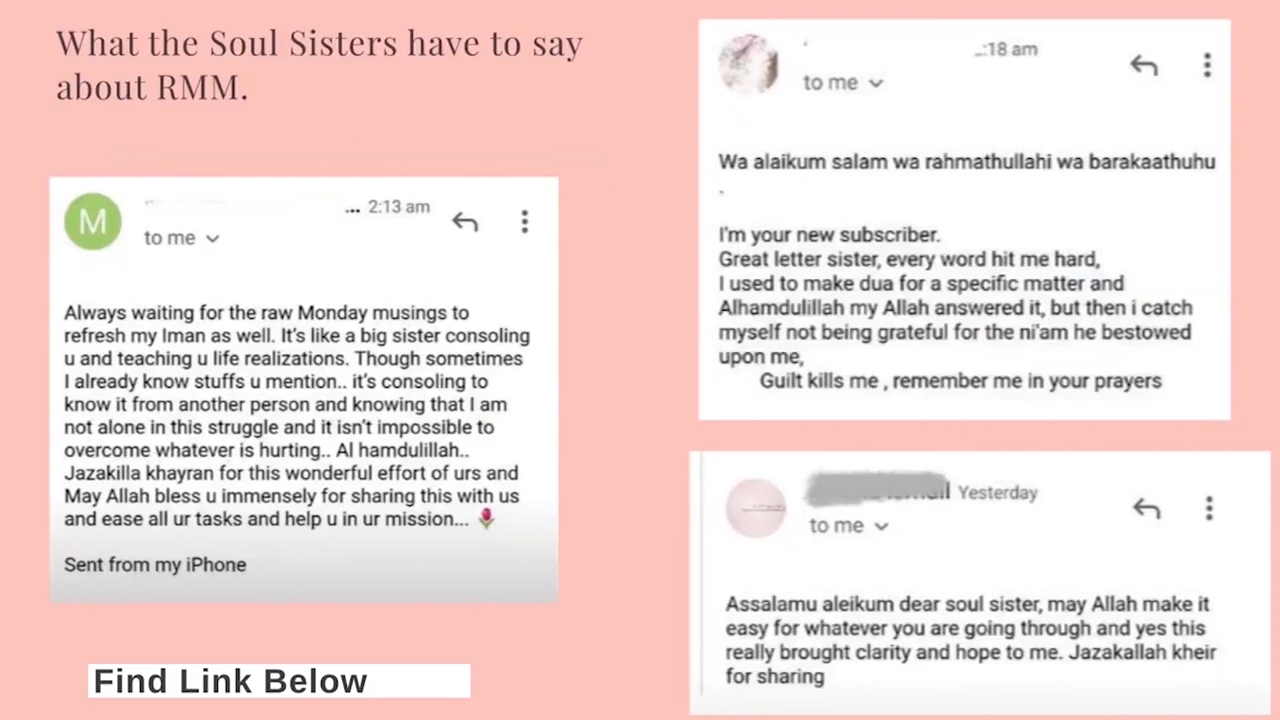 What the Soul Sisters have to say
about RMM.
M
... 2:13 am
to me
Always waiting for the raw Monday musings to
refresh my Iman as well. It's like a big sister consoling
u and teaching u life realizations. Though sometimes
I already know stuffs u mention.. it's consoling to
know it from another person and knowing that I am
not alone in this struggle and it isn't impossible to
overcome whatever is hurting.. Al hamdulillah..
Jazakilla khayran for this wonderful effort of urs and
May Allah bless u immensely for sharing this with us
and ease all ur tasks and help u in ur mission... 🌷
Sent from my iPhone
Find Link Below
:18 am
to me
Wa alaikum salam wa rahmathullahi wa barakaathuhu
.
I'm your new subscriber.
Great letter sister, every word hit me hard,
I used to make dua for a specific matter and
Alhamdulillah my Allah answered it, but then i catch
myself not being grateful for the ni'am he bestowed
upon me,
Guilt kills me , remember me in your prayers
Yesterday
to me
Assalamu aleikum dear soul sister, may Allah make it
easy for whatever you are going through and yes this
really brought clarity and hope to me. Jazakallah kheir
for sharing